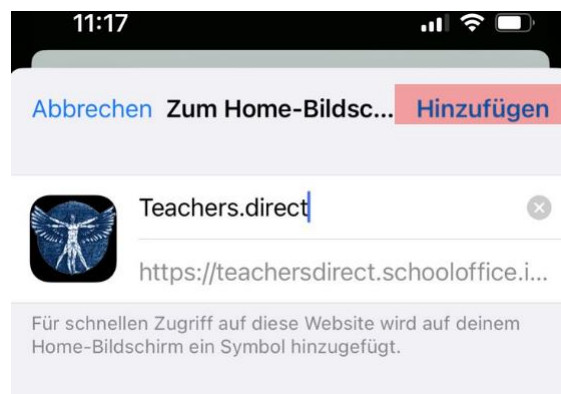 11:17
Abbrechen Zum Home-Bildsc... Hinzufügen
Teachers.direct
https://teachersdirect.schooloffice.i...
Für schnellen Zugriff auf diese Website wird auf deinem
Home-Bildschirm ein Symbol hinzugefügt.